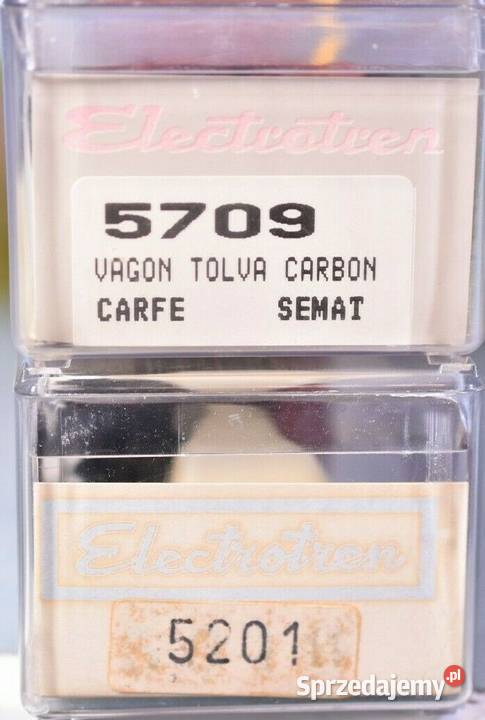 Electrotren
5709
VAGON TOLVA CARBON
CARFE SEMAT
Electrotren
5201
Sprzedajemy.pl